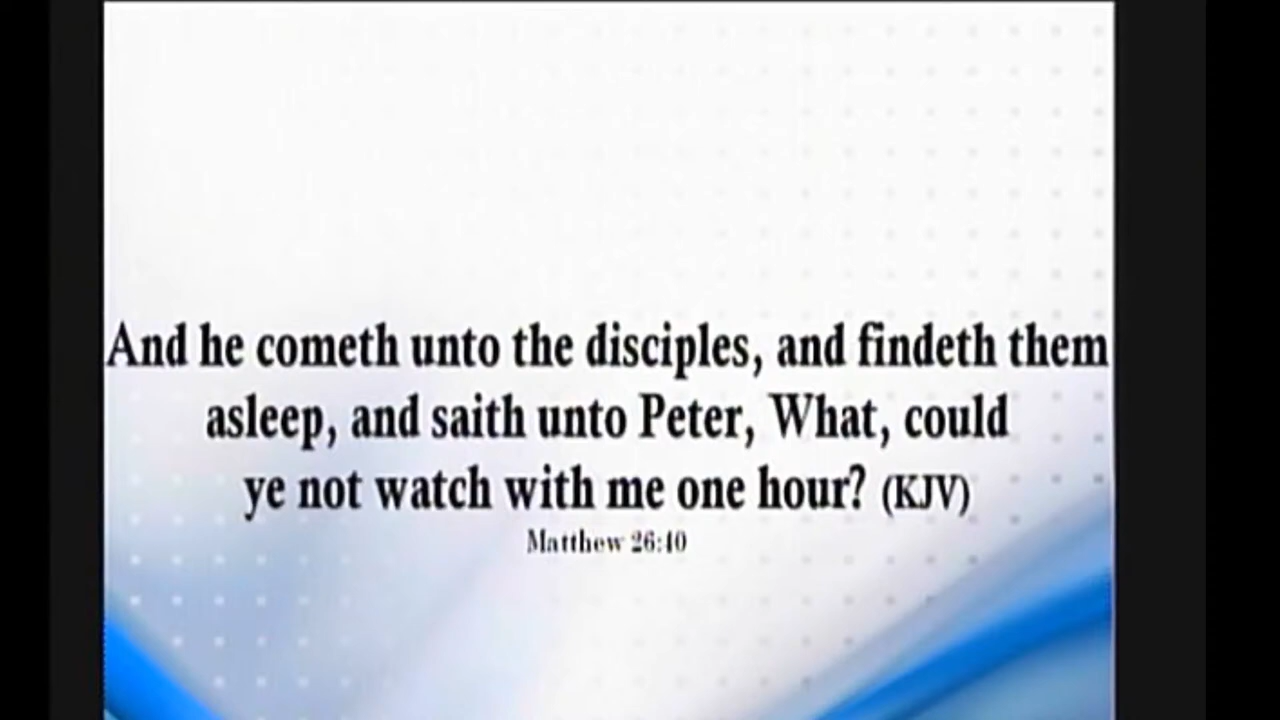 And he cometh unto the disciples, and findeth them
asleep, and saith unto Peter, What, could
ye not watch with me one hour? (KJV)
Matthew 26:40